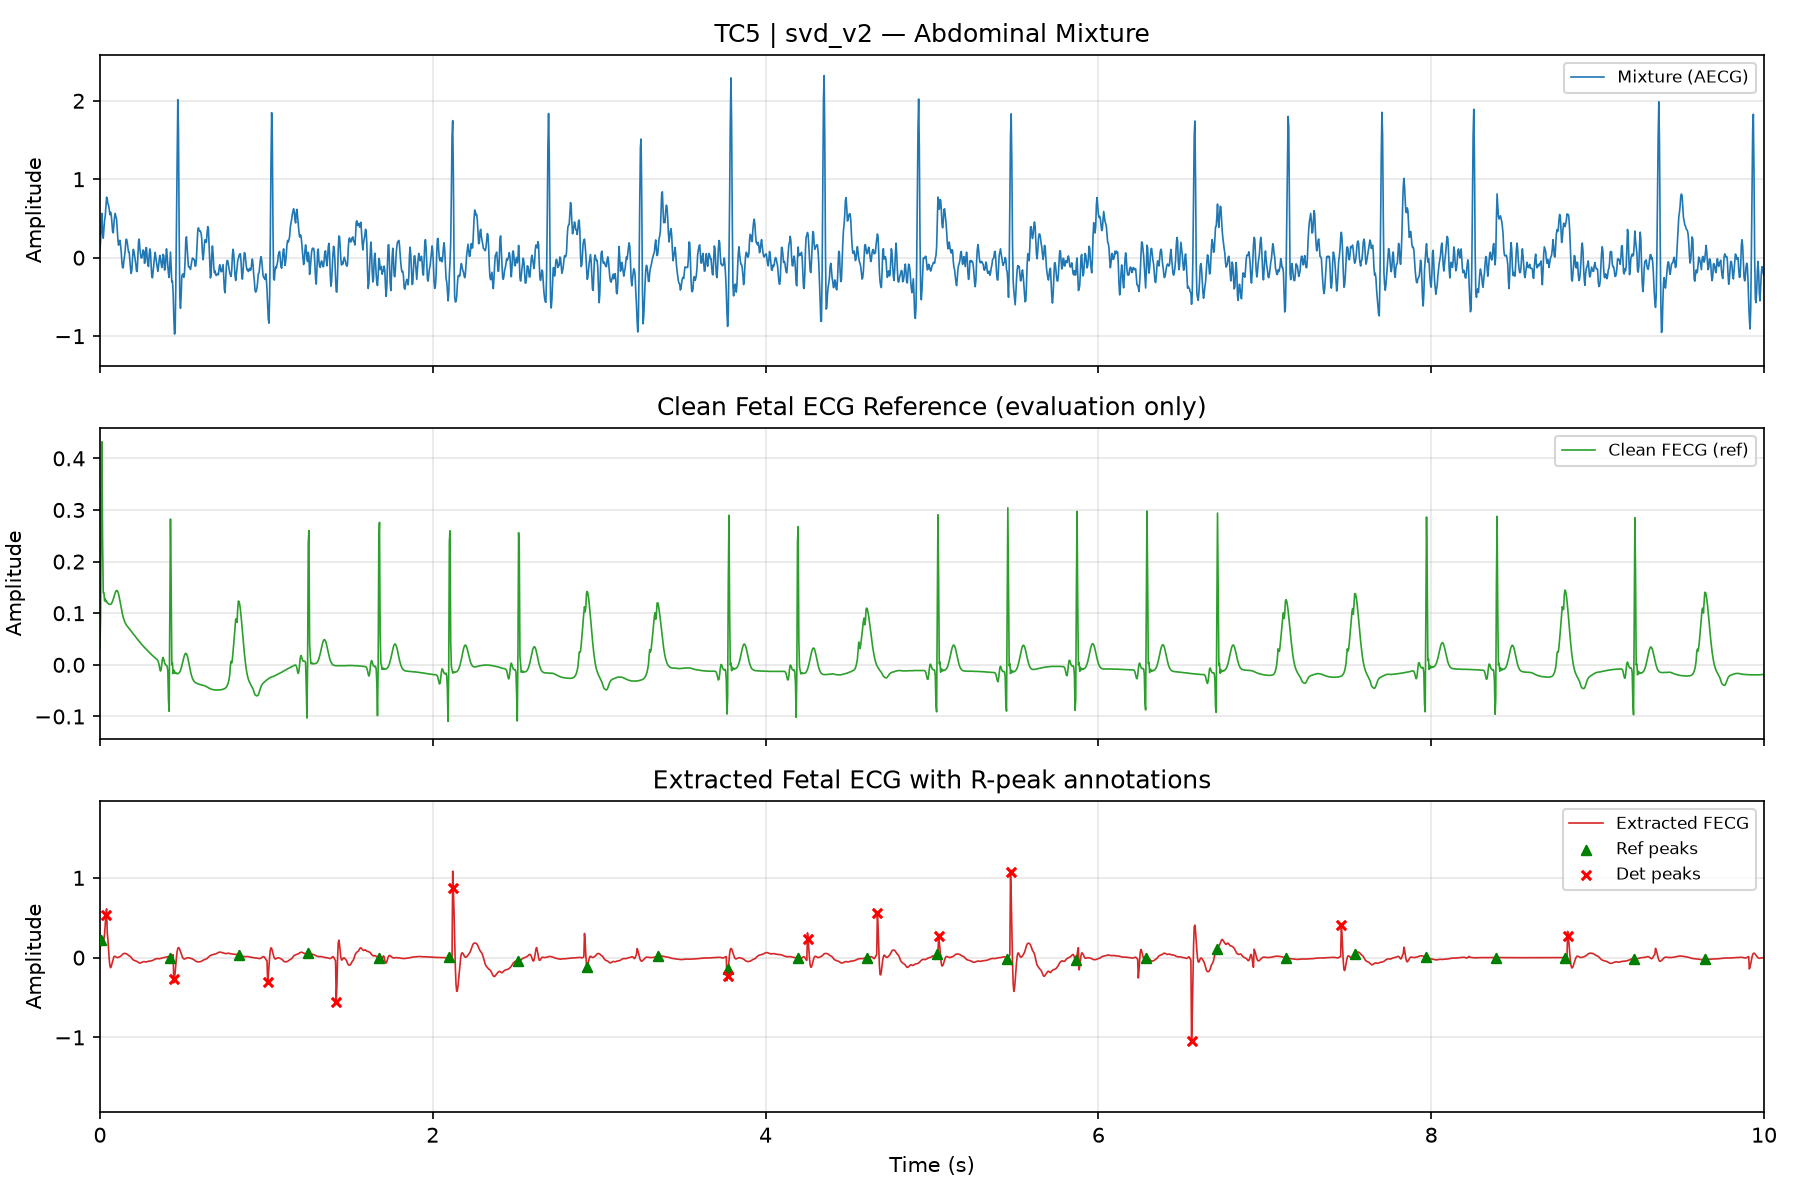 TC5 | svd_v2 — Abdominal Mixture
Mixture (AECG)
Amplitude
2
1
0
−1
Clean Fetal ECG Reference (evaluation only)
Clean FECG (ref)
Amplitude
0.4
0.3
0.2
0.1
0.0
−0.1
Extracted Fetal ECG with R-peak annotations
Extracted FECG
Ref peaks
Det peaks
Amplitude
1
0
−1
0 2 4 6 8 10
Time (s)